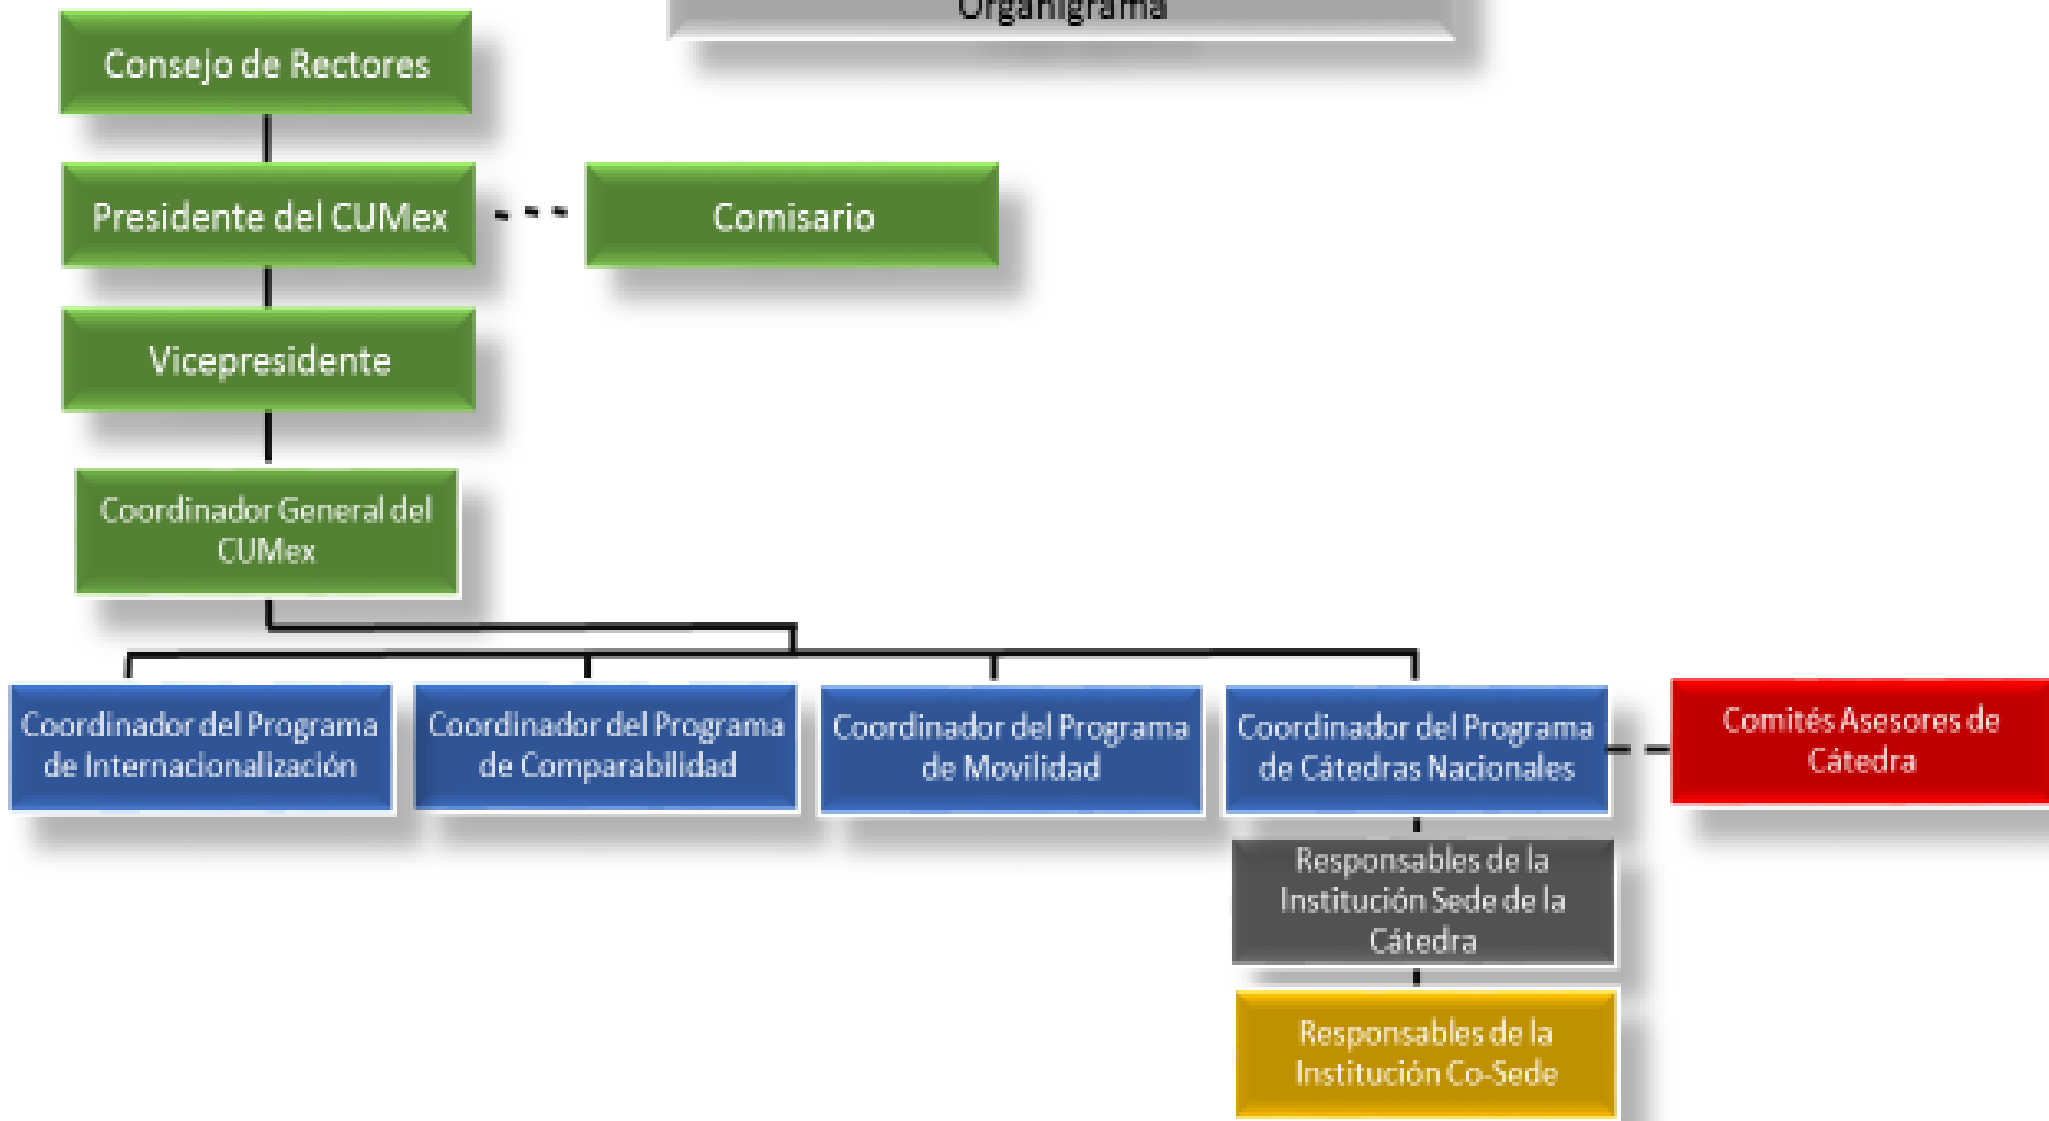 Organigrama
Consejo de Rectores
Presidente del CUMex
Comisario
Vicepresidente
Coordinador General del
CUMex
Coordinador del Programa
de Internacionalización
Coordinador del Programa
de Comparabilidad
Coordinador del Programa
de Movilidad
Coordinador del Programa
de Cátedras Nacionales
Comités Asesores de
Cátedra
Responsables de la
Institución Sede de la
Cátedra
Responsables de la
Institución Co-Sede